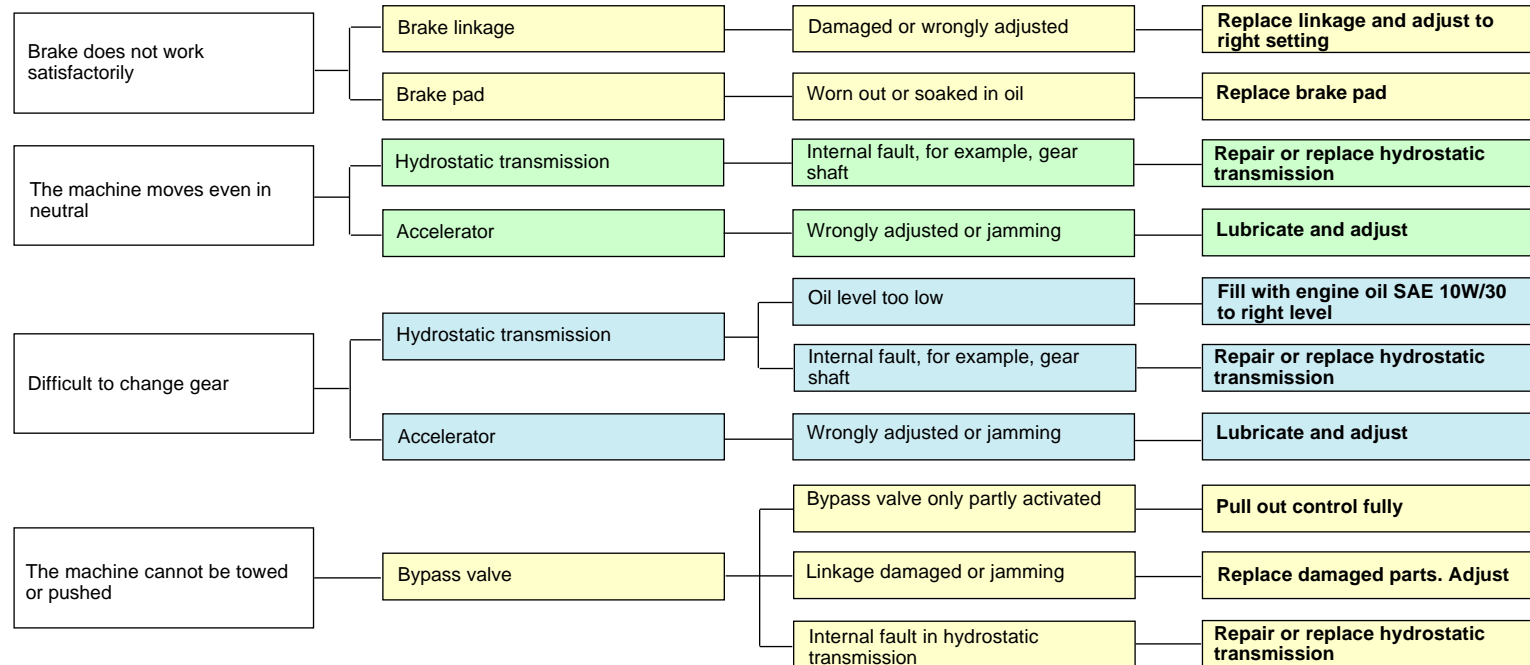 Brake does not work
satisfactorily
Brake linkage
Damaged or wrongly adjusted
Replace linkage and adjust to
right setting
Brake pad
Worn out or soaked in oil
Replace brake pad
The machine moves even in
neutral
Hydrostatic transmission
Internal fault, for example, gear
shaft
Repair or replace hydrostatic
transmission
Accelerator
Wrongly adjusted or jamming
Lubricate and adjust
Difficult to change gear
Hydrostatic transmission
Oil level too low
Fill with engine oil SAE 10W/30
to right level
Internal fault, for example, gear
shaft
Repair or replace hydrostatic
transmission
Accelerator
Wrongly adjusted or jamming
Lubricate and adjust
The machine cannot be towed
or pushed
Bypass valve
Bypass valve only partly activated
Pull out control fully
Linkage damaged or jamming
Replace damaged parts. Adjust
Internal fault in hydrostatic
transmission
Repair or replace hydrostatic
transmission